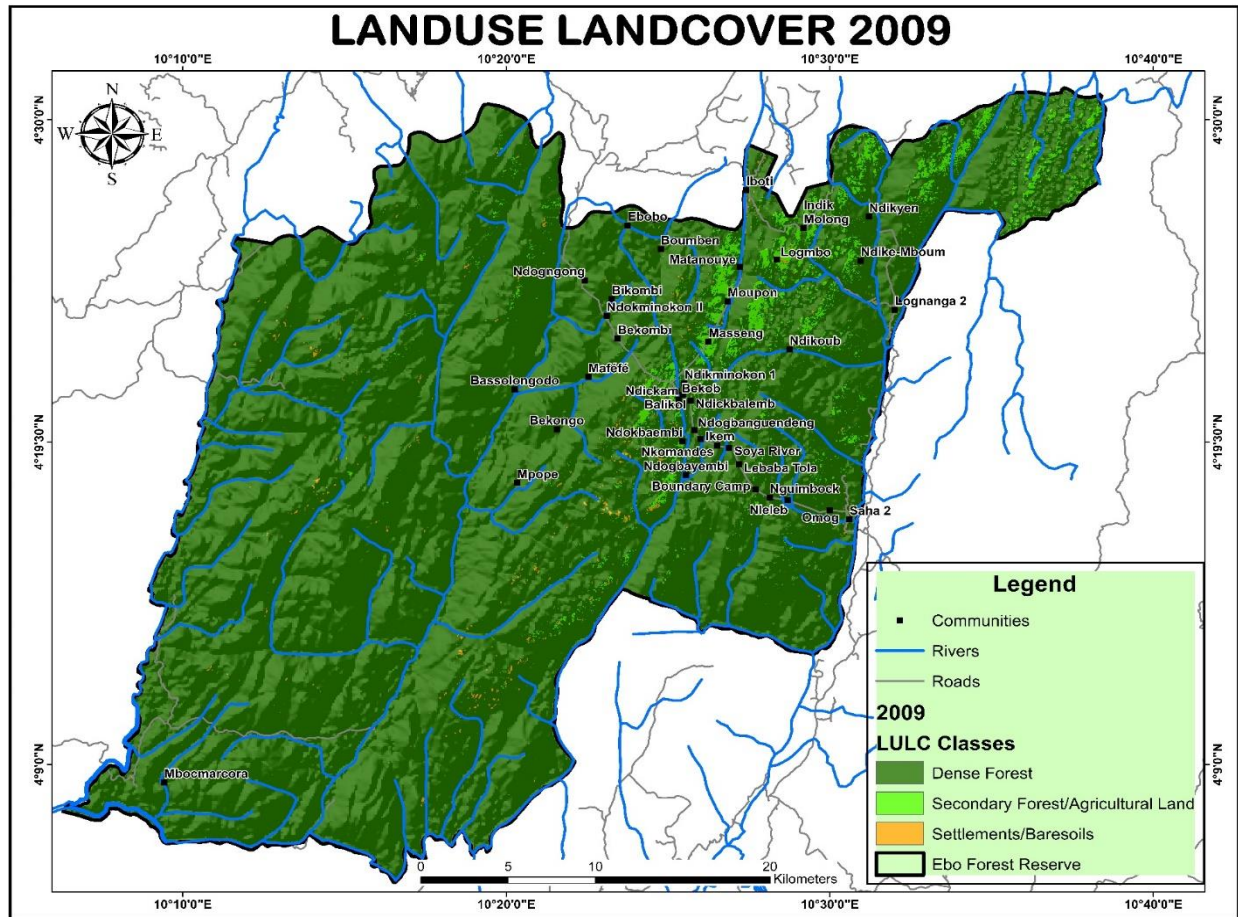 LANDUSE LANDCOVER 2009
10°10'0"E
10°20'0"E
10°30'0"E
10°40'0"E
N
W E
S
4°30'0"N
4°30'0"N
Iboti
Indik
Molong
Ndikyen
Ebobo
Boumben
Matanouye
Logmbo
Ndike-Mboum
Ndogngong
Bikombi
Moupon
Ndokminokon II
Lognanga 2
Bekombi
Masseng
Ndikoub
Maféfé
Ndikminokon 1
Bassolengodo
Ndickam
Bekob
Balikol
Ndickbalemb
Bekongo
Ndogbanguendeng
Ndokbaembi
Ikem
4°19'30"N
4°19'30"N
Nkomandes
Soya River
Ndogbayembi
Lebaba Tola
Mpope
Boundary Camp
Nguimbock
Nleleb
Omog
Saha 2
Legend
Communities
Rivers
Roads
2009
LULC Classes
Dense Forest
Secondary Forest/Agricultural Land
Settlements/Baresoils
Ebo Forest Reserve
4°9'0"N
4°9'0"N
Mbocmarcora
0 5 10 20
Kilometers
10°10'0"E
10°20'0"E
10°30'0"E
10°40'0"E